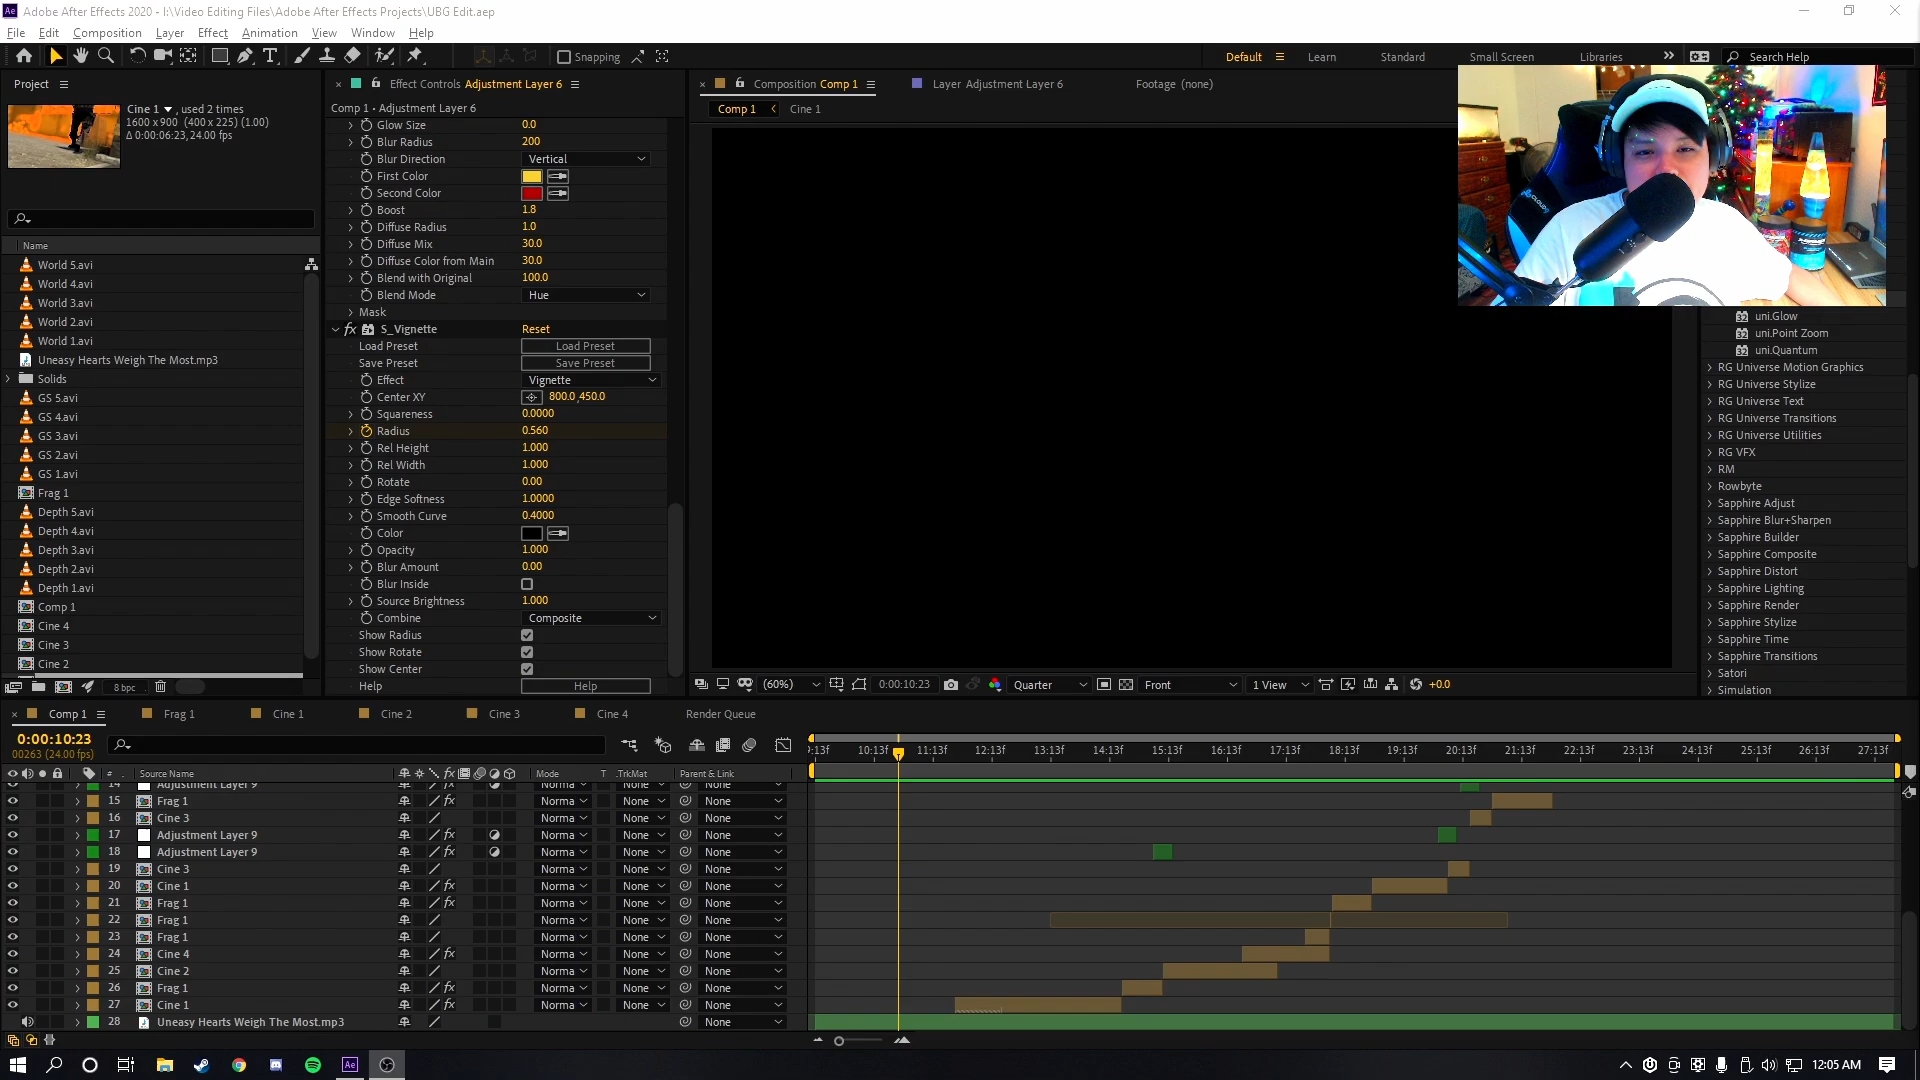 Adobe After Effects 2020 - I:\Video Editing Files\Adobe After Effects Projects\UBG Edit.aep
File Edit Composition Layer Effect Animation View Window Help
Snapping
Default Learn Standard Small Screen Libraries Search Help
Project
Cine 1 , used 2 times
1600 x 900 (400 x 225) (1.00)
Δ 0:00:06:23, 24.00 fps
Name
World 5.avi
World 4.avi
World 3.avi
World 2.avi
World 1.avi
Uneasy Hearts Weigh The Most.mp3
Solids
GS 5.avi
GS 4.avi
GS 3.avi
GS 2.avi
GS 1.avi
Frag 1
Depth 5.avi
Depth 4.avi
Depth 3.avi
Depth 2.avi
Depth 1.avi
Comp 1
Cine 4
Cine 3
Cine 2
8 bpc
Effect Controls Adjustment Layer 6
Comp 1 • Adjustment Layer 6
Glow Size 0.0
Blur Radius 200
Blur Direction Vertical
First Color
Second Color
Boost 1.8
Diffuse Radius 1.0
Diffuse Mix 30.0
Diffuse Color from Main 30.0
Blend with Original 100.0
Blend Mode Hue
Mask
fx S_Vignette Reset
Load Preset Load Preset
Save Preset Save Preset
Effect Vignette
Center XY 800.0,450.0
Squareness 0.0000
Radius 0.560
Rel Height 1.000
Rel Width 1.000
Rotate 0.00
Edge Softness 1.0000
Smooth Curve 0.4000
Color
Opacity 1.000
Blur Amount 0.00
Blur Inside
Source Brightness 1.000
Combine Composite
Show Radius
Show Rotate
Show Center
Help Help
Composition Comp 1 Layer Adjustment Layer 6 Footage (none)
Comp 1 Cine 1
(60%) 0:00:10:23 Quarter Front 1 View +0.0
uni.Glow
uni.Point Zoom
uni.Quantum
RG Universe Motion Graphics
RG Universe Stylize
RG Universe Text
RG Universe Transitions
RG Universe Utilities
RG VFX
RM
Rowbyte
Sapphire Adjust
Sapphire Blur+Sharpen
Sapphire Builder
Sapphire Composite
Sapphire Distort
Sapphire Lighting
Sapphire Render
Sapphire Stylize
Sapphire Time
Sapphire Transitions
Satori
Simulation
Comp 1 Frag 1 Cine 1 Cine 2 Cine 3 Cine 4 Render Queue
0:00:10:23
00263 (24.00 fps)
:13f 10:13f 11:13f 12:13f 13:13f 14:13f 15:13f 16:13f 17:13f 18:13f 19:13f 20:13f 21:13f 22:13f 23:13f 24:13f 25:13f 26:13f 27:13f
# Source Name fx Mode T .TrkMat Parent & Link
14 Adjustment Layer 9 fx Norma None None
15 Frag 1 fx Norma None None
16 Cine 3 Norma None None
17 Adjustment Layer 9 fx Norma None None
18 Adjustment Layer 9 fx Norma None None
19 Cine 3 Norma None None
20 Cine 1 fx Norma None None
21 Frag 1 fx Norma None None
22 Frag 1 Norma None None
23 Frag 1 Norma None None
24 Cine 4 fx Norma None None
25 Cine 2 Norma None None
26 Frag 1 fx Norma None None
27 Cine 1 fx Norma None None
28 Uneasy Hearts Weigh The Most.mp3 None
Ae 12:05 AM